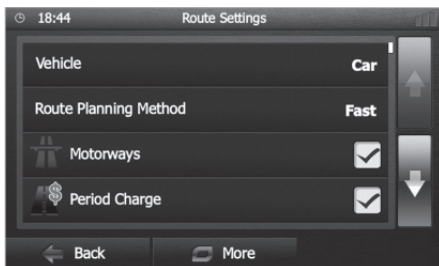 18:44 Route Settings
Vehicle Car
Route Planning Method Fast
Motorways
$ Period Charge
Back More